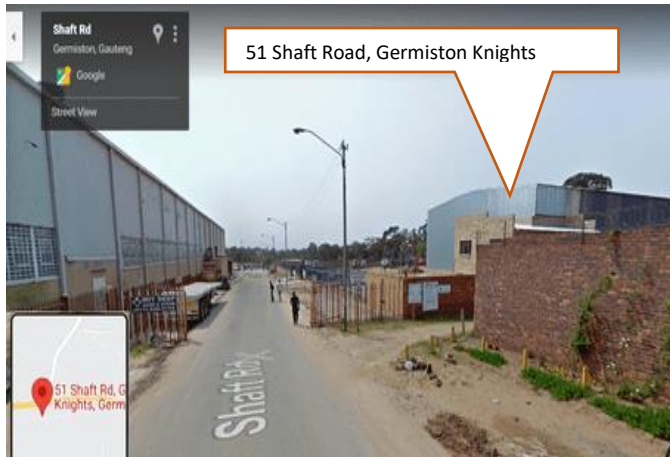 Shaft Rd
Germiston, Gauteng
Google
Street View
51 Shaft Road, Germiston Knights
Shaft Rd
51 Shaft Rd, G
Knights, Germ